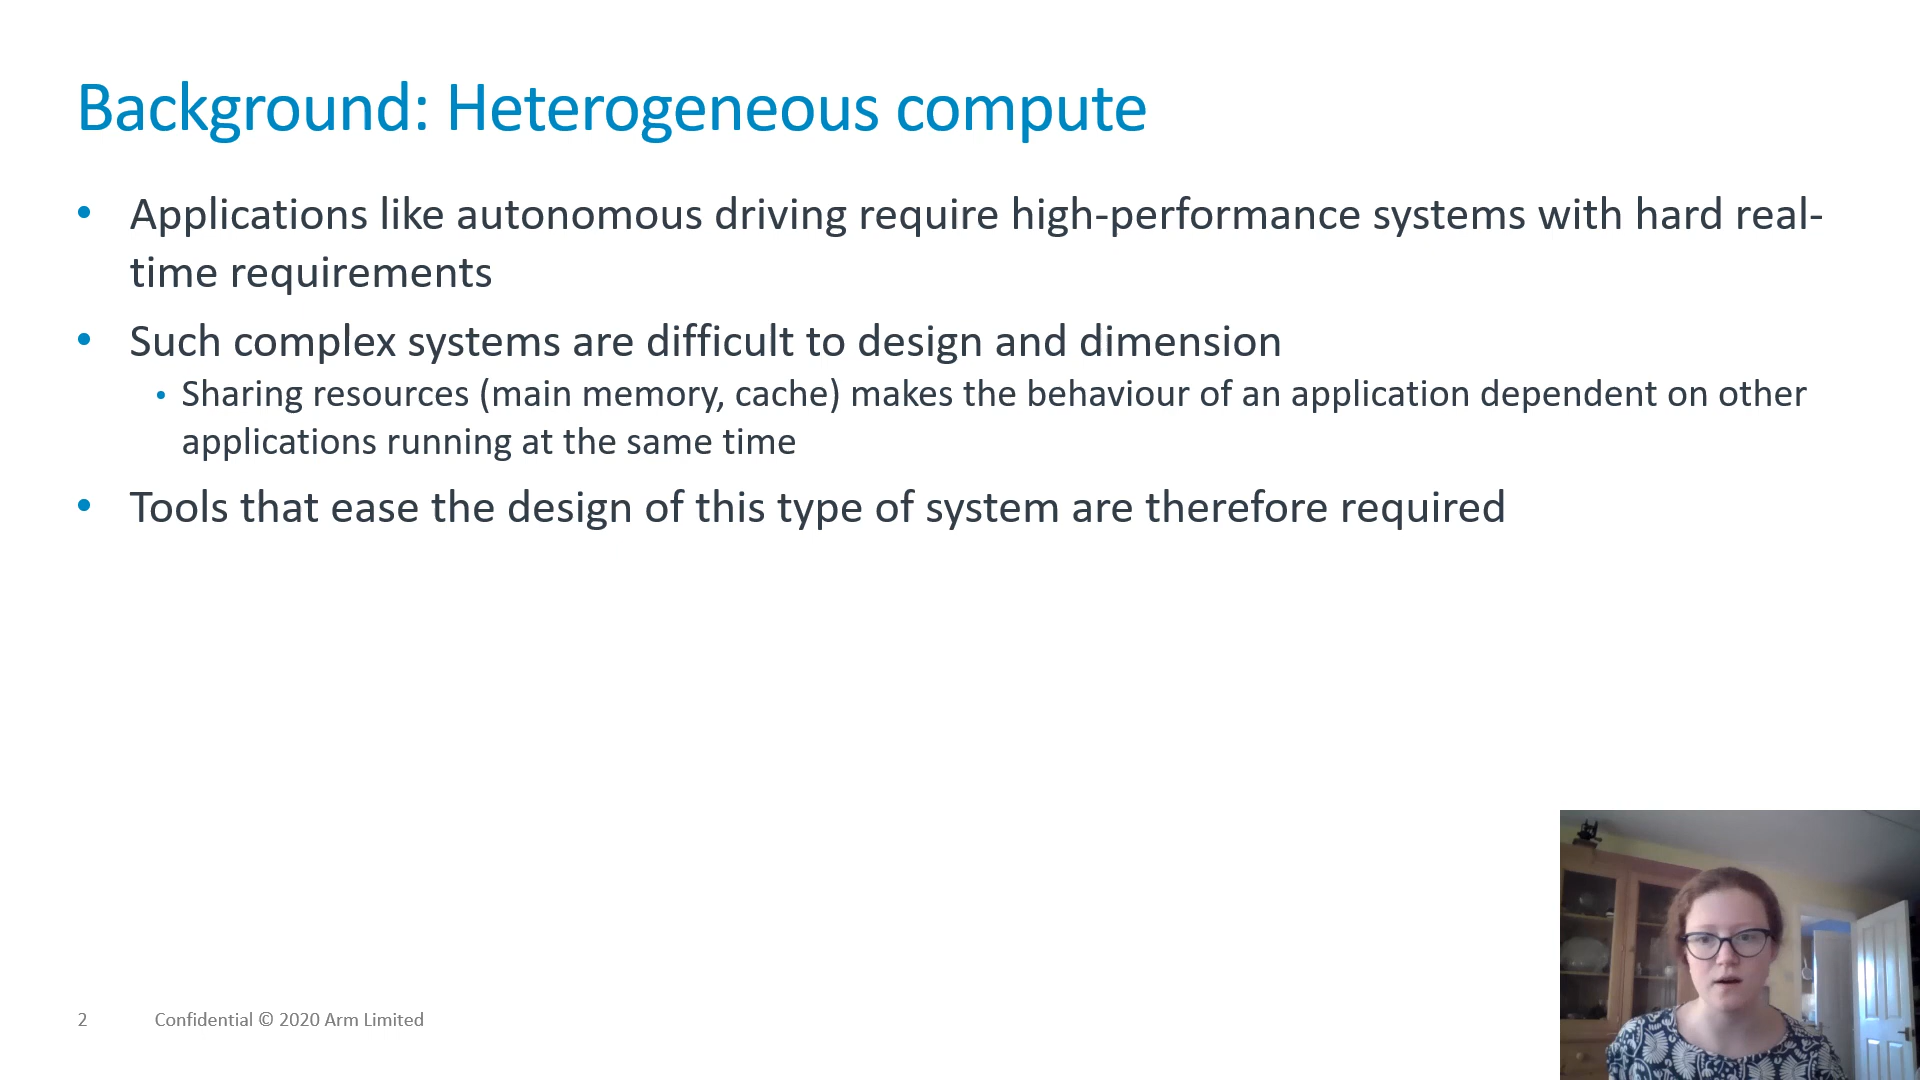 Background: Heterogeneous compute
• Applications like autonomous driving require high-performance systems with hard real-
time requirements
• Such complex systems are difficult to design and dimension
• Sharing resources (main memory, cache) makes the behaviour of an application dependent on other
applications running at the same time
• Tools that ease the design of this type of system are therefore required
2 Confidential © 2020 Arm Limited